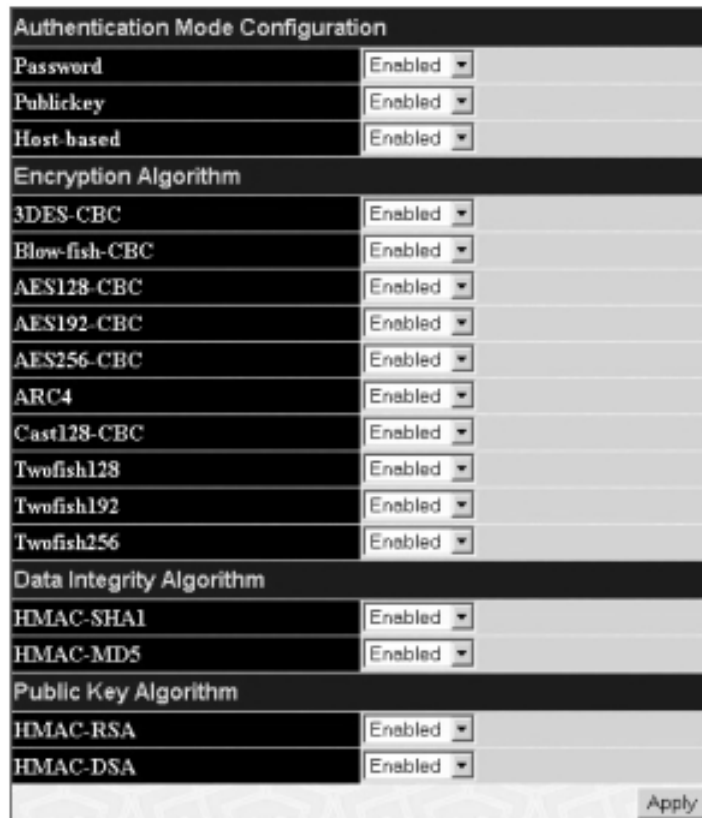 Authentication Mode Configuration
Password Enabled
Publickey Enabled
Host-based Enabled
Encryption Algorithm
3DES-CBC Enabled
Blow-fish-CBC Enabled
AES128-CBC Enabled
AES192-CBC Enabled
AES256-CBC Enabled
ARC4 Enabled
Cast128-CBC Enabled
Twofish128 Enabled
Twofish192 Enabled
Twofish256 Enabled
Data Integrity Algorithm
HMAC-SHA1 Enabled
HMAC-MD5 Enabled
Public Key Algorithm
HMAC-RSA Enabled
HMAC-DSA Enabled
Apply